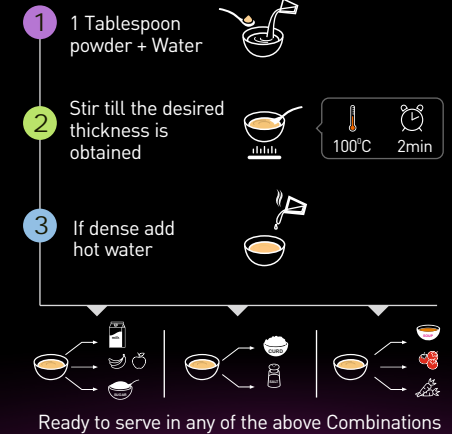 1
1 Tablespoon
powder + Water
2
Stir till the desired
thickness is
obtained
100°C 2min
3
If dense add
hot water
milk
SUGAR
CURD
SALT
SOUP
Ready to serve in any of the above Combinations